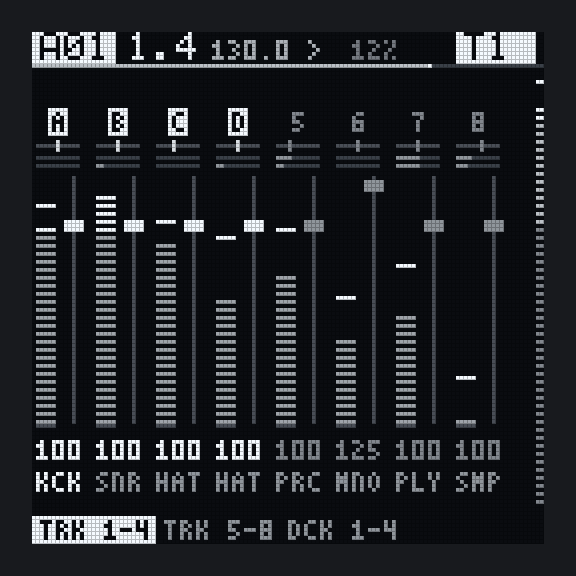 A01 1.4 130.0 > 12% T1
A B C D 5 6 7 8
100 100 100 100 100 125 100 100
KCK SNR HAT HAT PRC MNO PLY SMP
TRK 1-4 TRK 5-8 DCK 1-4